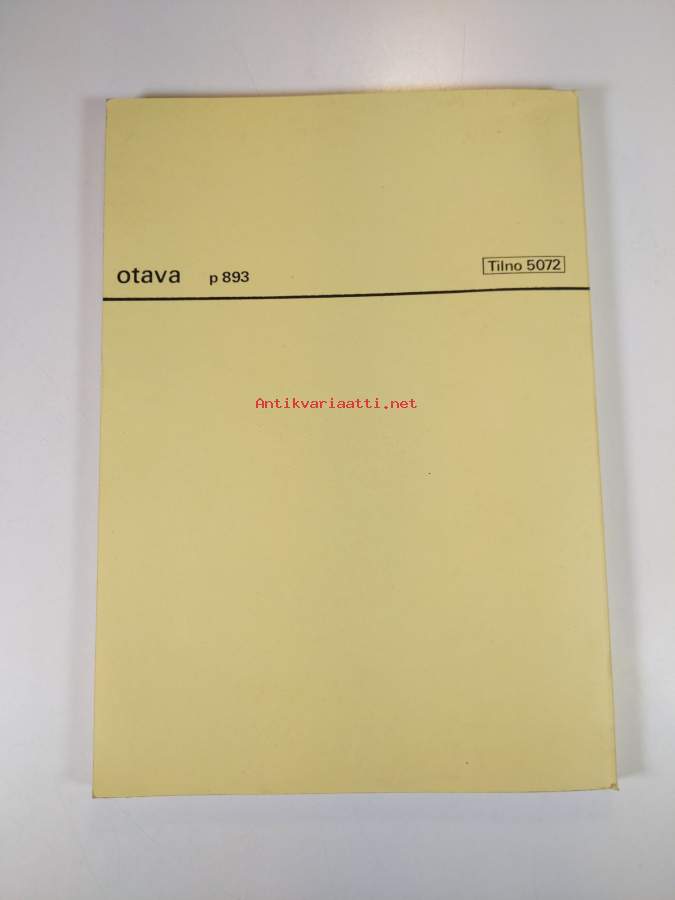 otava p 893 Tilno 5072
Antikvariaatti.net